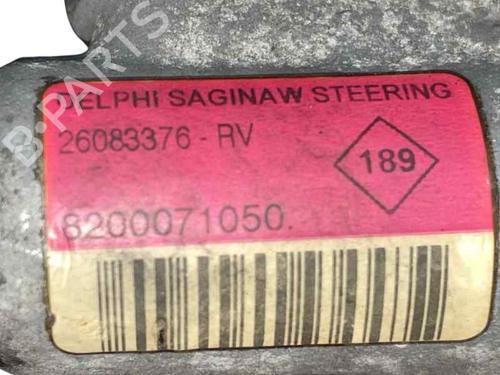 DELPHI SAGINAW STEERING
26083376 - RV
189
8200071050.
B-PARTS